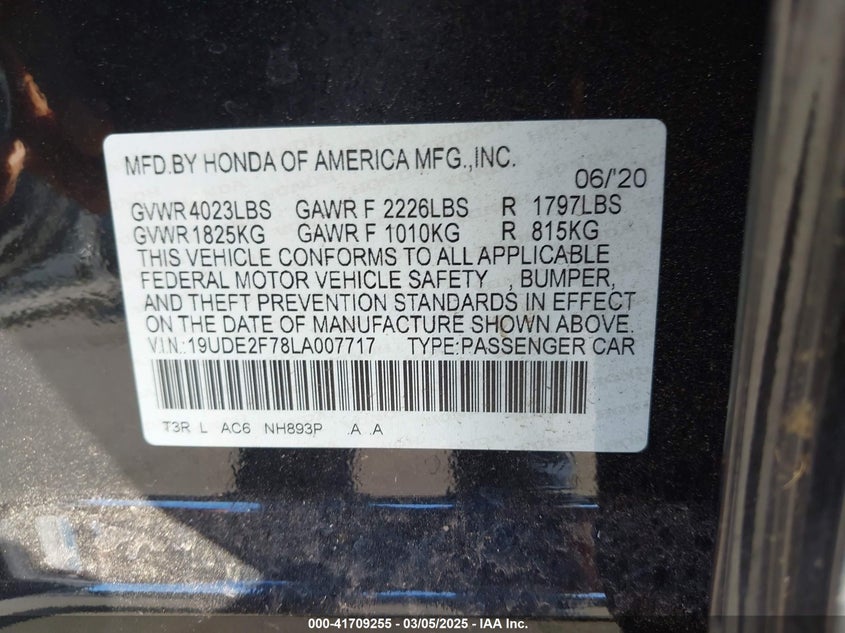 MFD.BY HONDA OF AMERICA MFG.,INC.
06/'20
GVWR 4023LBS GAWR F 2226LBS R 1797LBS
GVWR 1825KG GAWR F 1010KG R 815KG
THIS VEHICLE CONFORMS TO ALL APPLICABLE
FEDERAL MOTOR VEHICLE SAFETY , BUMPER,
AND THEFT PREVENTION STANDARDS IN EFFECT
ON THE DATE OF MANUFACTURE SHOWN ABOVE.
V.I.N.:19UDE2F78LA007717 TYPE:PASSENGER CAR
T3R L AC6 NH893P .A .A
000-41709255 - 03/05/2025 - IAA Inc.